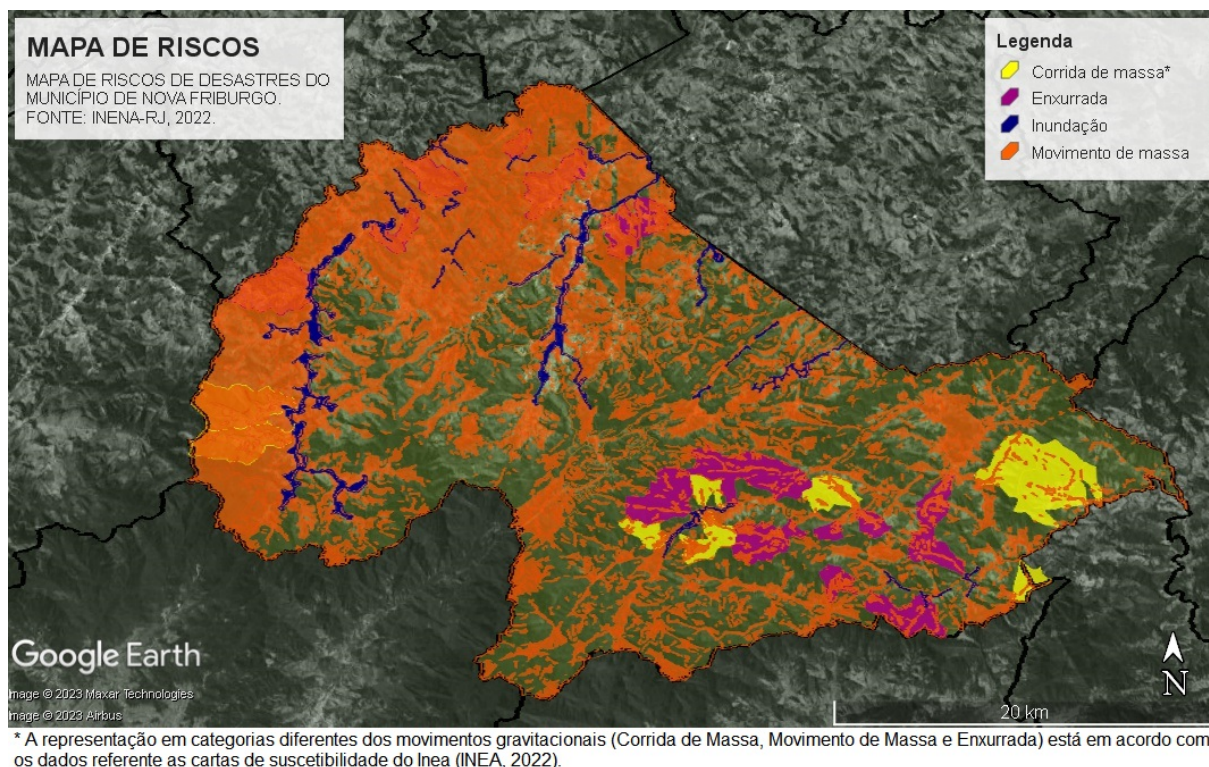 MAPA DE RISCOS
MAPA DE RISCOS DE DESASTRES DO
MUNICÍPIO DE NOVA FRIBURGO.
FONTE: INENA-RJ, 2022.
Legenda
Corrida de massa*
Enxurrada
Inundação
Movimento de massa
Google Earth
mage © 2023 Maxar Technologies
mage © 2023 Airbus
N
20 km
* A representação em categorias diferentes dos movimentos gravitacionais (Corrida de Massa, Movimento de Massa e Enxurrada) está em acordo com
os dados referente as cartas de suscetibilidade do Inea (INEA, 2022).